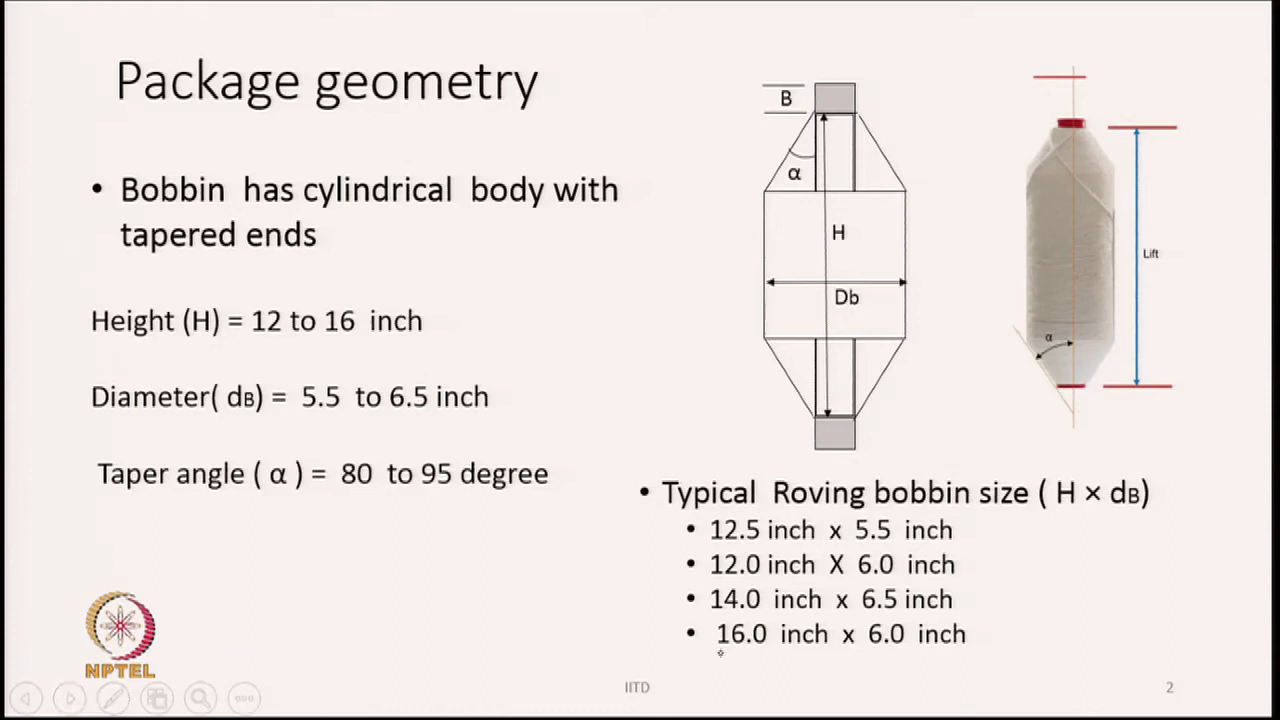 Package geometry
• Bobbin has cylindrical body with
tapered ends
Height (H) = 12 to 16 inch
Diameter( dB) = 5.5 to 6.5 inch
Taper angle ( α ) = 80 to 95 degree
B
α
H
Db
Lift
α
• Typical Roving bobbin size ( H × dB)
• 12.5 inch x 5.5 inch
• 12.0 inch X 6.0 inch
• 14.0 inch x 6.5 inch
• 16.0 inch x 6.0 inch
NPTEL
IITD
2